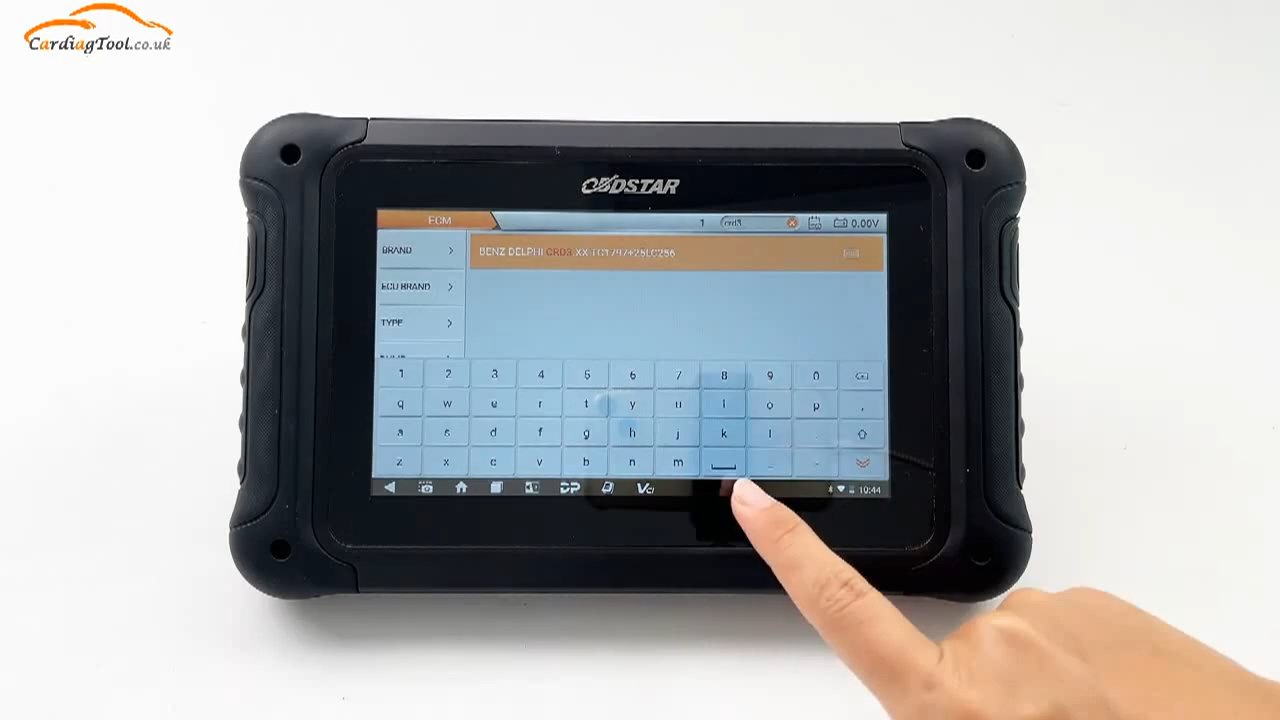 CardiagTool.co.uk
OBDSTAR
ECM
1
crd3
0.00V
BRAND
BENZ DELPHI CRD3 XX TC1797+25LC256
ECU BRAND
TYPE
1 2 3 4 5 6 7 8 9 0
q w e r t y u i o p ,
a s d f g h j k l .
z x c v b n m _ -
DP
VCI
10:44